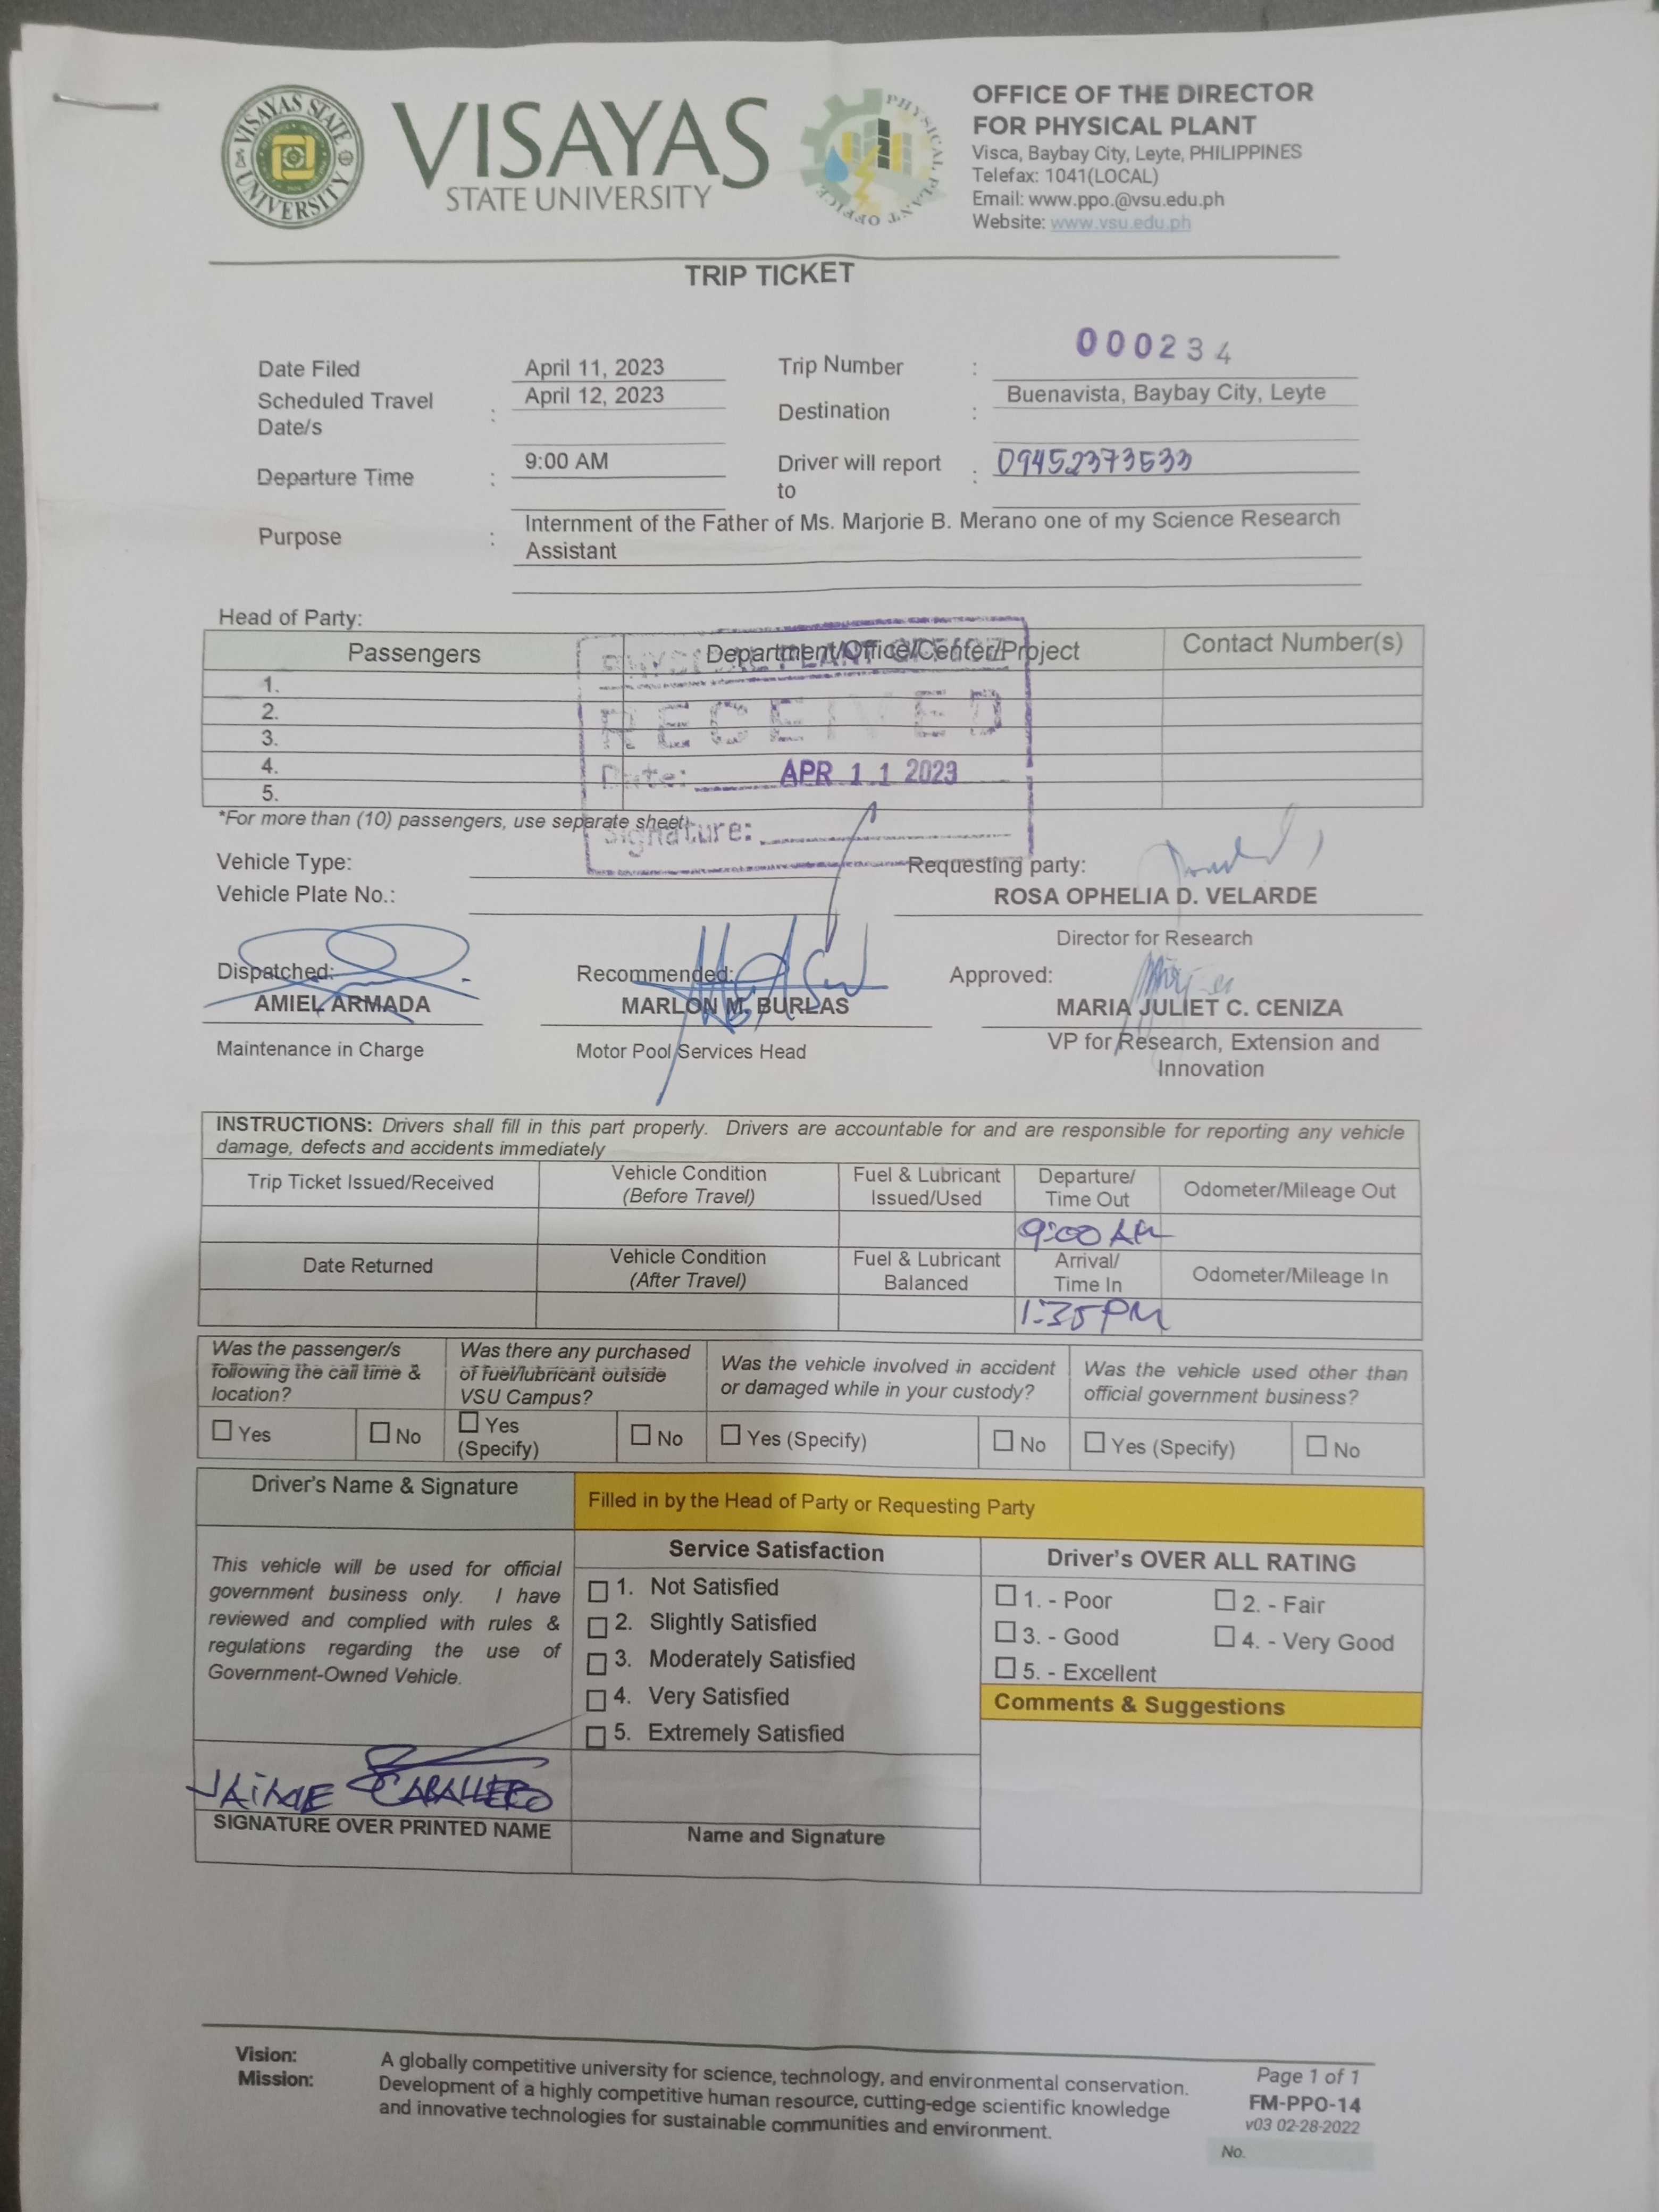 VISAYAS STATE UNIVERSITY
VISAYAS
STATE UNIVERSITY
PHYSICAL PLANT OFFICE
OFFICE OF THE DIRECTOR
FOR PHYSICAL PLANT
Visca, Baybay City, Leyte, PHILIPPINES
Telefax: 1041(LOCAL)
Email: www.ppo.@vsu.edu.ph
Website: www.vsu.edu.ph
TRIP TICKET
000234
Date Filed April 11, 2023 Trip Number :
Scheduled Travel Date/s : April 12, 2023 Destination : Buenavista, Baybay City, Leyte
Departure Time : 9:00 AM Driver will report to : 09452373533
Purpose : Internment of the Father of Ms. Marjorie B. Merano one of my Science Research
Assistant
Head of Party:
Passengers Department/Office/Center/Project Contact Number(s)
1.
2.
3.
4.
5.
PHYSICAL PLANT OFFICE
RECEIVED
Date: APR 11 2023
Signature:
*For more than (10) passengers, use separate sheet
Vehicle Type: Requesting party:
Vehicle Plate No.: ROSA OPHELIA D. VELARDE
Director for Research
Dispatched: Recommended: Approved:
AMIEL ARMADA MARLON M. BURLAS MARIA JULIET C. CENIZA
Maintenance in Charge Motor Pool Services Head VP for Research, Extension and
Innovation
INSTRUCTIONS: Drivers shall fill in this part properly. Drivers are accountable for and are responsible for reporting any vehicle
damage, defects and accidents immediately
Trip Ticket Issued/Received Vehicle Condition (Before Travel) Fuel & Lubricant Issued/Used Departure/ Time Out Odometer/Mileage Out
9:00 AM
Date Returned Vehicle Condition (After Travel) Fuel & Lubricant Balanced Arrival/ Time In Odometer/Mileage In
1:35 PM
Was the passenger/s following the call time & location? Was there any purchased of fuel/lubricant outside VSU Campus? Was the vehicle involved in accident or damaged while in your custody? Was the vehicle used other than official government business?
Yes No Yes (Specify) No Yes (Specify) No Yes (Specify) No
Driver's Name & Signature
Filled in by the Head of Party or Requesting Party
This vehicle will be used for official
government business only. I have
reviewed and complied with rules &
regulations regarding the use of
Government-Owned Vehicle.
JAIME CABALLERO
SIGNATURE OVER PRINTED NAME
Service Satisfaction
1. Not Satisfied
2. Slightly Satisfied
3. Moderately Satisfied
4. Very Satisfied
5. Extremely Satisfied
Name and Signature
Driver's OVER ALL RATING
1. - Poor 2. - Fair
3. - Good 4. - Very Good
5. - Excellent
Comments & Suggestions
Vision: A globally competitive university for science, technology, and environmental conservation.
Mission: Development of a highly competitive human resource, cutting-edge scientific knowledge
and innovative technologies for sustainable communities and environment.
Page 1 of 1
FM-PPO-14
v03 02-28-2022
No.